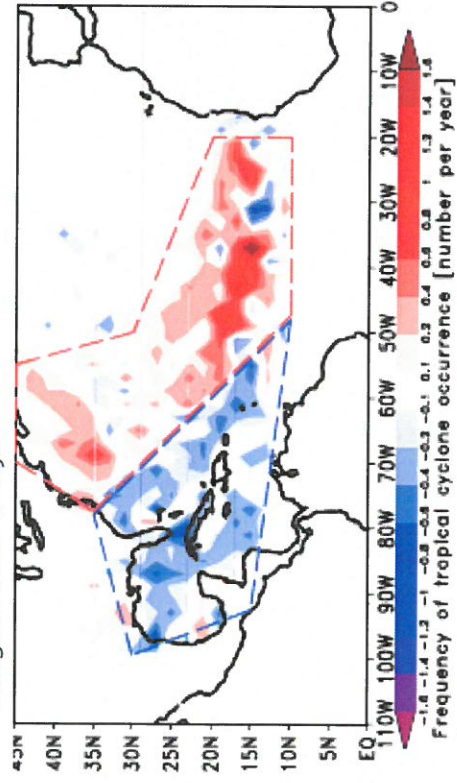 45N
40N
35N
30N
25N
20N
15N
10N
5N
EQ
110W 100W 90W 80W 70W 60W 50W 40W 30W 20W 10W 0
-1.6 -1.4 -1.2 -1 -0.8 -0.6 -0.4 -0.2 -0.1 0.1 0.2 0.4 0.6 0.8 1 1.2 1.4 1.6
Frequency of tropical cyclone occurrence [number per year]